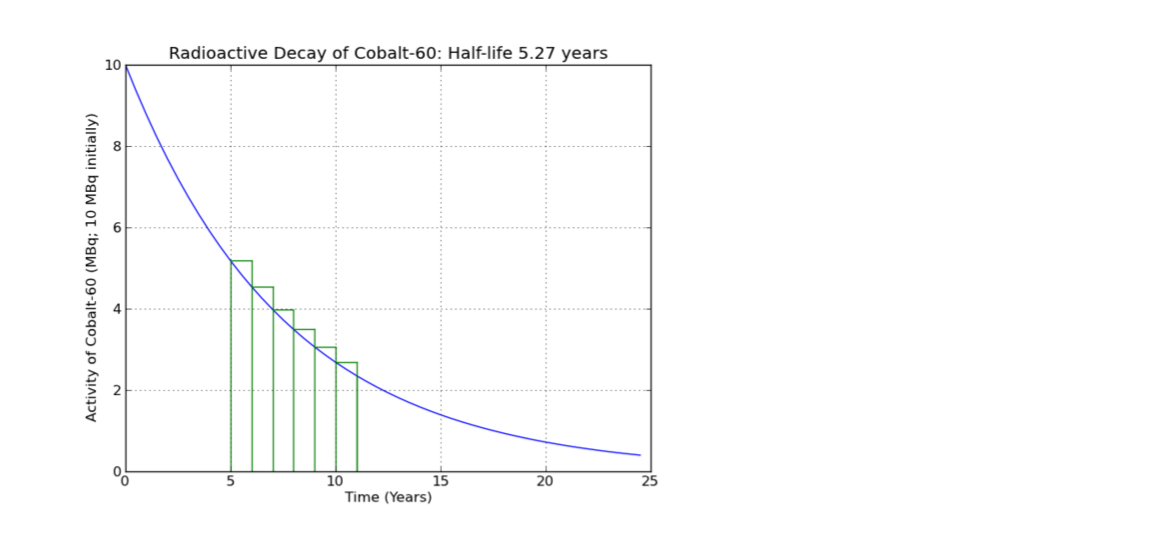 Radioactive Decay of Cobalt-60: Half-life 5.27 years
Activity of Cobalt-60 (MBq; 10 MBq initially)
10
8
6
4
2
0
0 5 10 15 20 25
Time (Years)